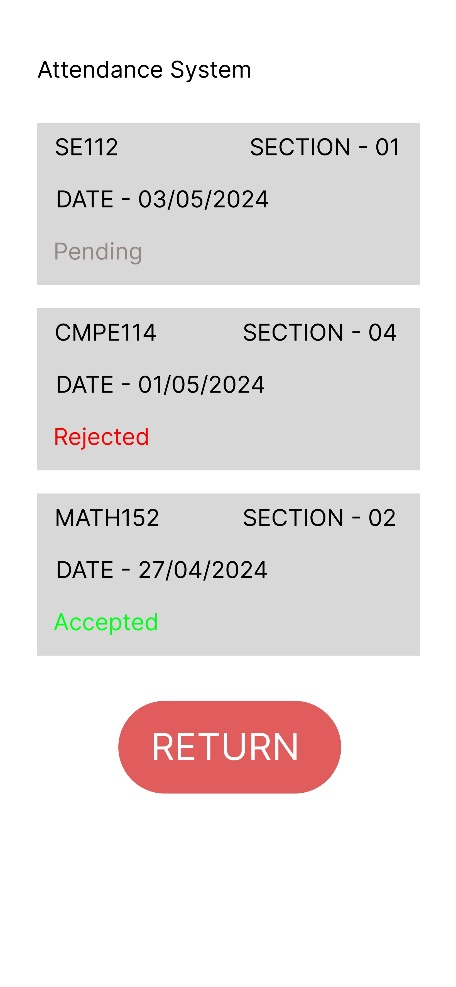 Attendance System
SE112 SECTION - 01
DATE - 03/05/2024
Pending
CMPE114 SECTION - 04
DATE - 01/05/2024
Rejected
MATH152 SECTION - 02
DATE - 27/04/2024
Accepted
RETURN